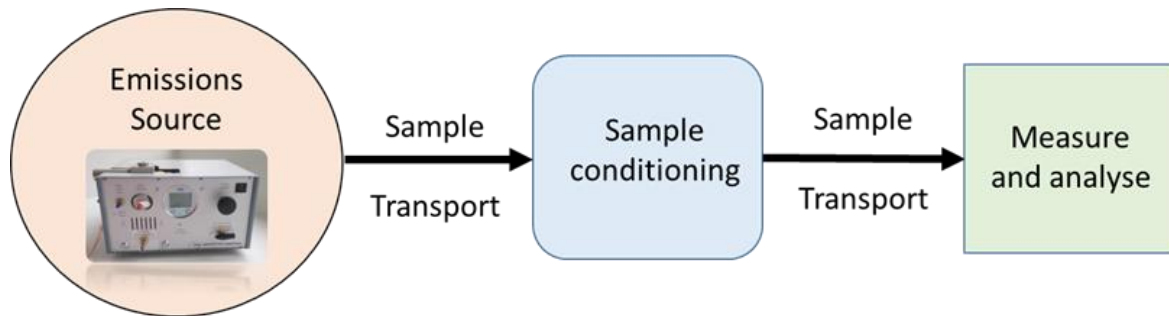 Emissions
Source
Sample
Transport
Sample
conditioning
Sample
Transport
Measure
and analyse